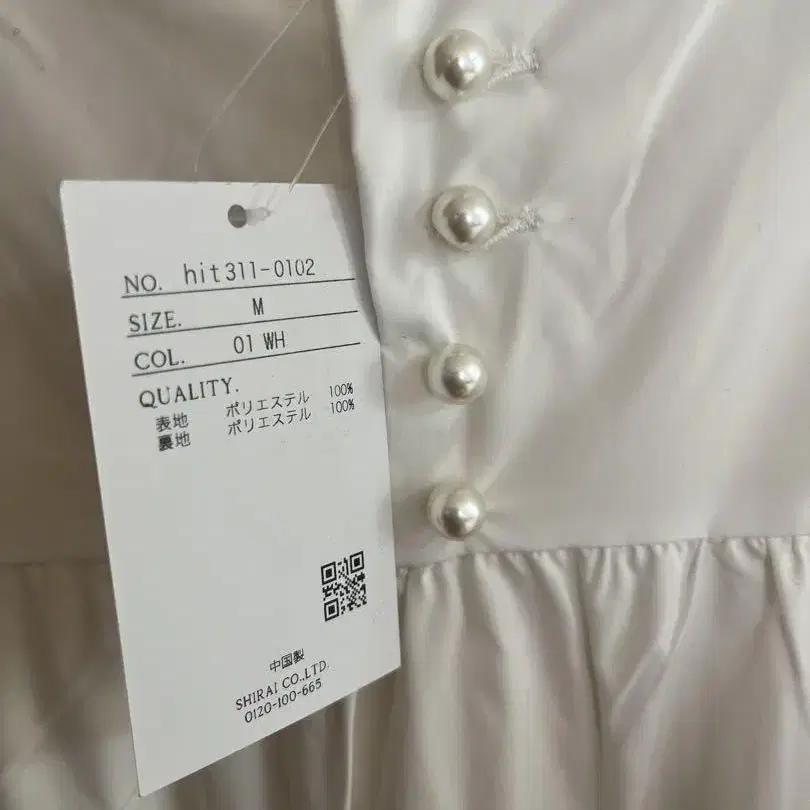 NO. hit311-0102
SIZE. M
COL. 01 WH
QUALITY.
表地 ポリエステル 100%
裏地 ポリエステル 100%
中国製
SHIRAI CO.,LTD.
0120-100-665